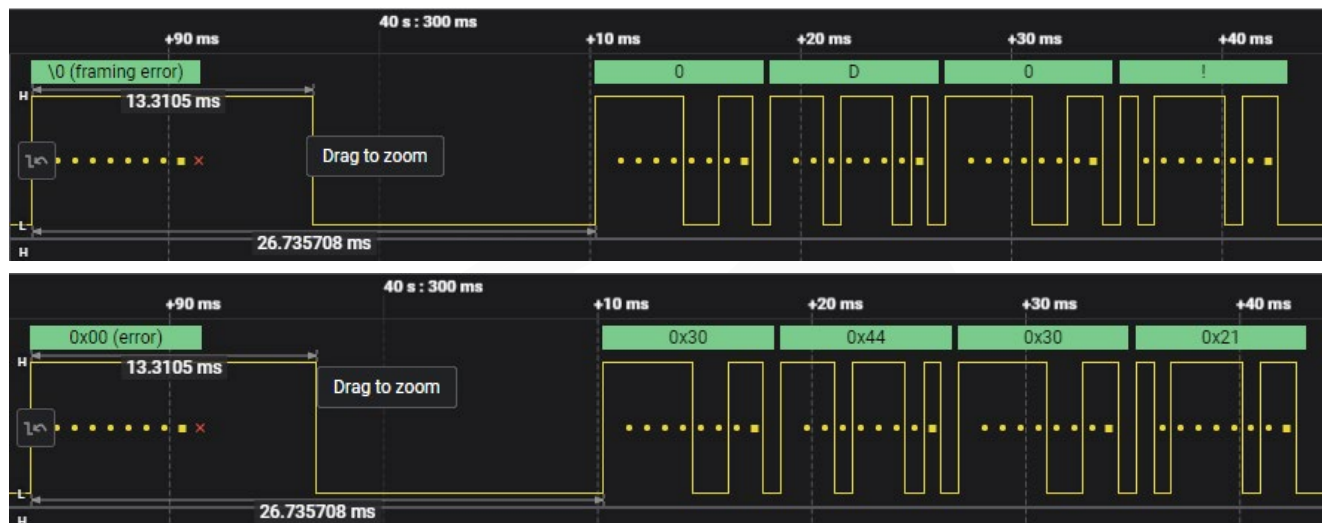 40 s : 300 ms
+90 ms +10 ms +20 ms +30 ms +40 ms
\0 (framing error) 0 D 0 !
H
13.3105 ms
Drag to zoom
L
26.735708 ms
H
40 s : 300 ms
+90 ms +10 ms +20 ms +30 ms +40 ms
0x00 (error) 0x30 0x44 0x30 0x21
H
13.3105 ms
Drag to zoom
L
26.735708 ms
H